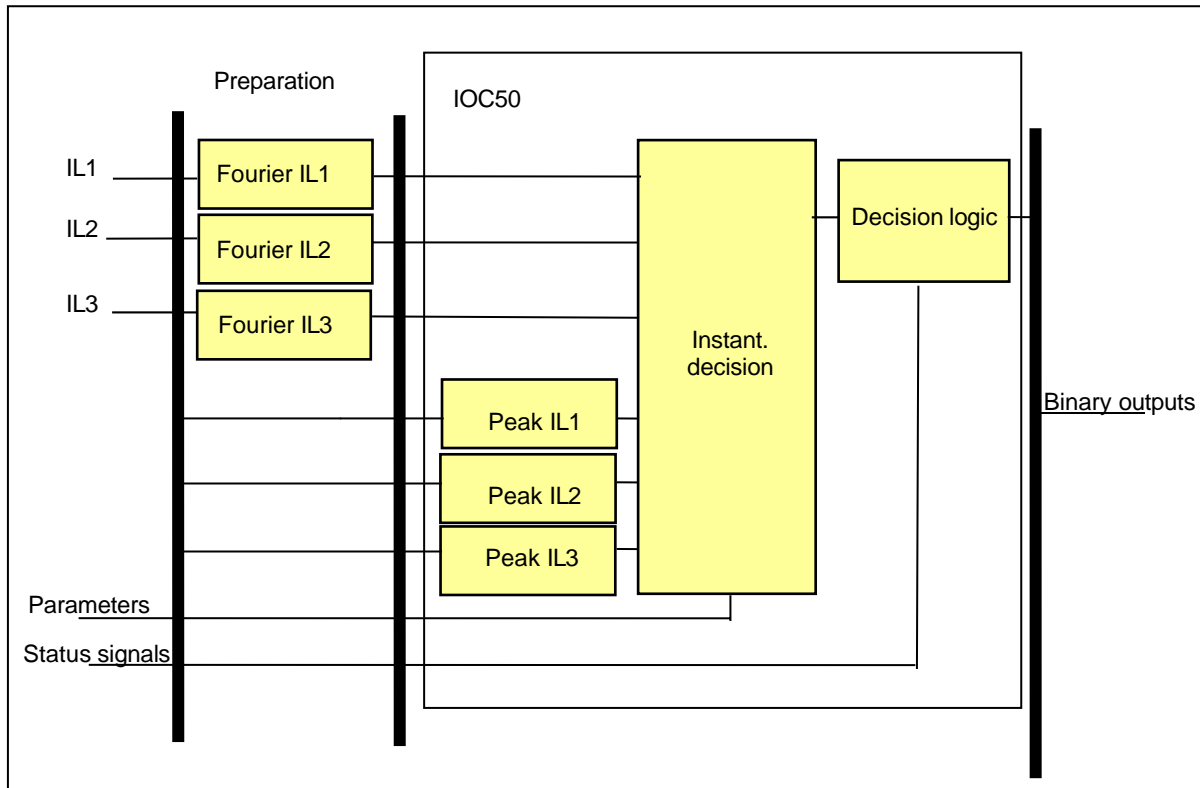 Preparation
IOC50
IL1
Fourier IL1
IL2
Fourier IL2
IL3
Fourier IL3
Decision logic
Instant.
decision
Peak IL1
Peak IL2
Peak IL3
Binary outputs
Parameters
Status signals